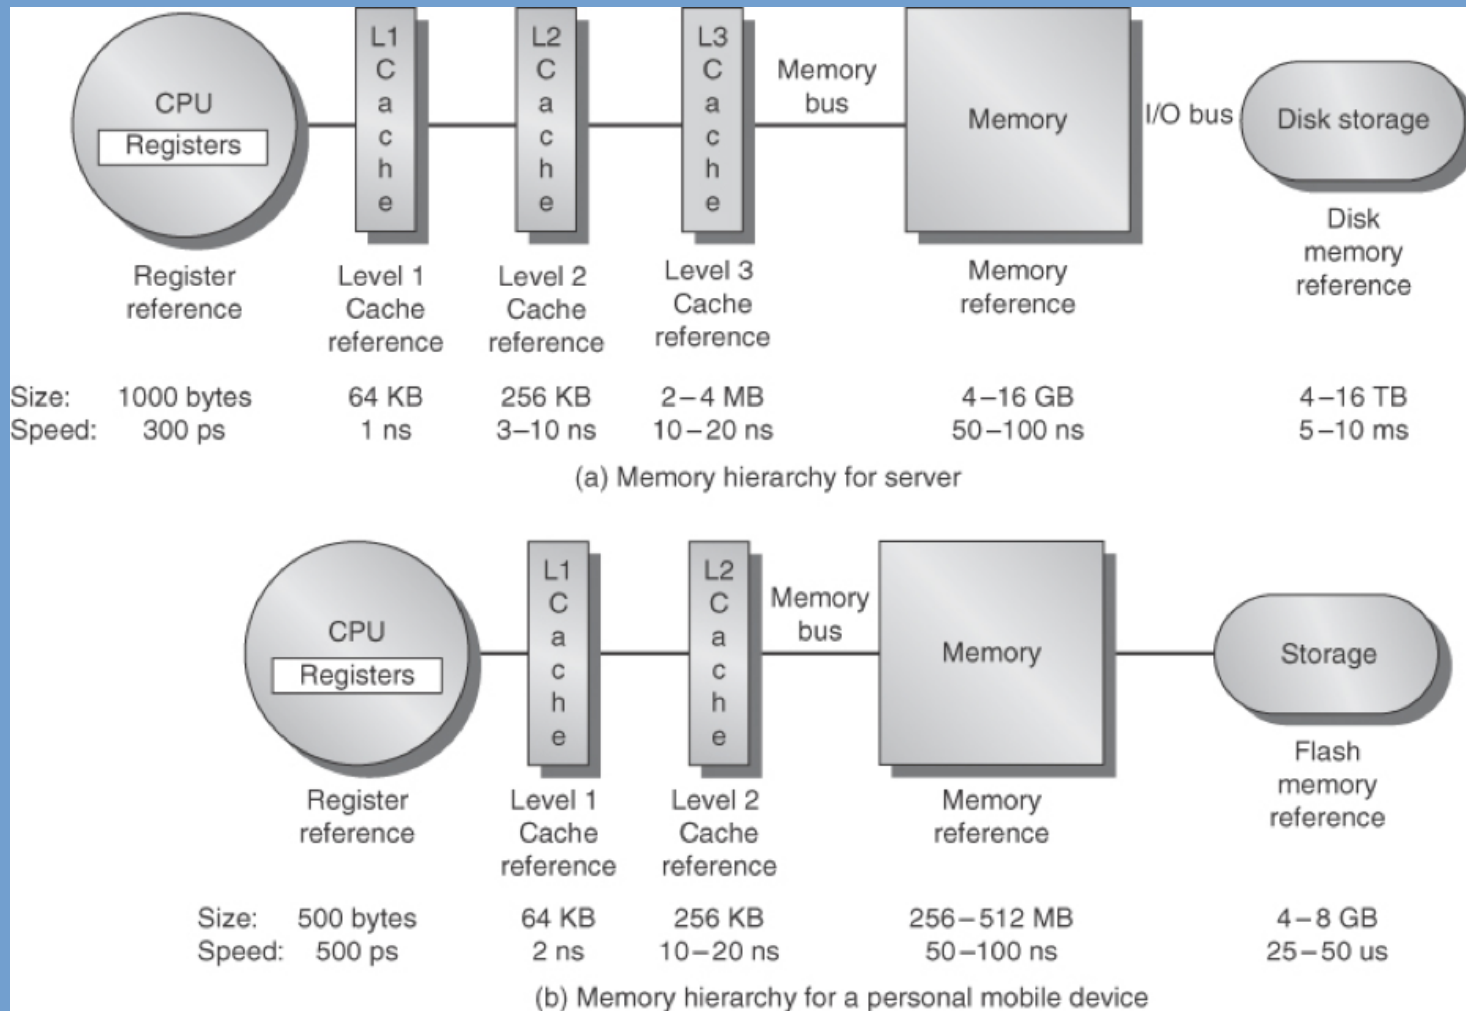 CPU
Registers
L1
C
a
c
h
e
L2
C
a
c
h
e
L3
C
a
c
h
e
Memory
bus
Memory
I/O bus
Disk storage
Register
reference
Level 1
Cache
reference
Level 2
Cache
reference
Level 3
Cache
reference
Memory
reference
Disk
memory
reference
Size: 1000 bytes 64 KB 256 KB 2–4 MB 4–16 GB 4–16 TB
Speed: 300 ps 1 ns 3–10 ns 10–20 ns 50–100 ns 5–10 ms
(a) Memory hierarchy for server
CPU
Registers
L1
C
a
c
h
e
L2
C
a
c
h
e
Memory
bus
Memory
Storage
Register
reference
Level 1
Cache
reference
Level 2
Cache
reference
Memory
reference
Flash
memory
reference
Size: 500 bytes 64 KB 256 KB 256–512 MB 4–8 GB
Speed: 500 ps 2 ns 10–20 ns 50–100 ns 25–50 us
(b) Memory hierarchy for a personal mobile device